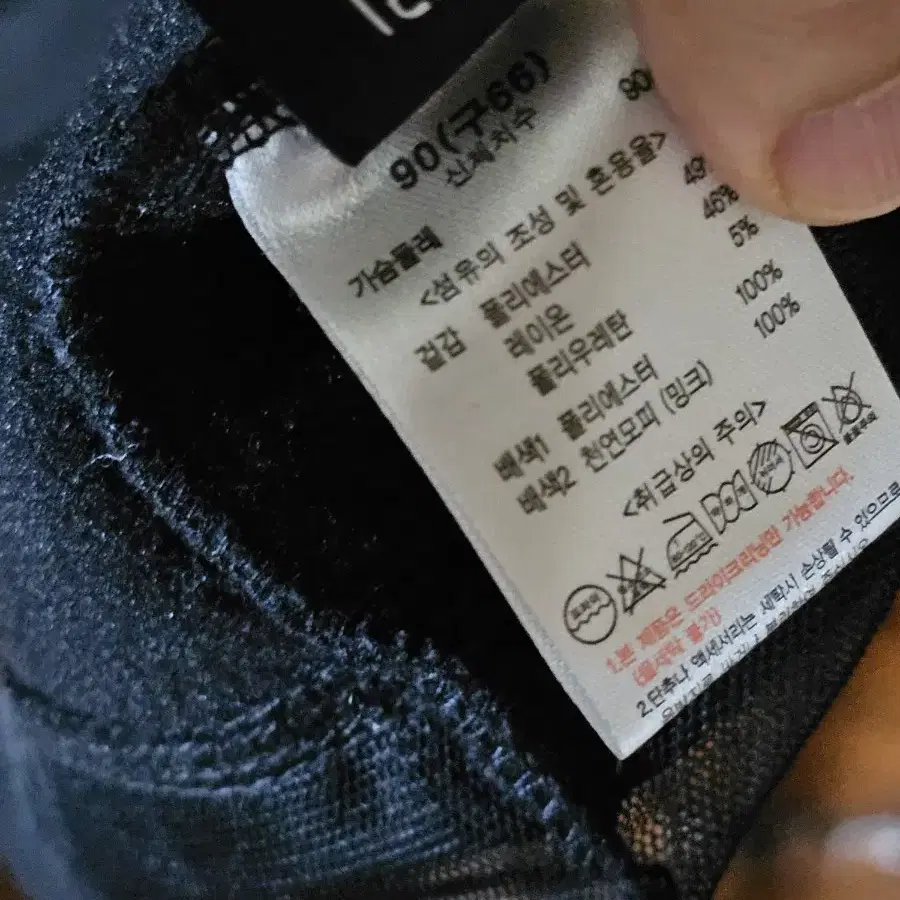 90(구66)
신체치수
가슴둘레 90
<섬유의 조성 및 혼용율>
겉감 폴리에스터
레이온 46%
폴리우레탄 5%
배색1 폴리에스터 100%
배색2 천연모피 (밍크) 100%
<취급상의 주의>
1.본 제품은 드라이크리닝만 가능합니다.
(물세탁 불가)
2.단추나 액세서리는 세탁시 손상될 수 있으므로